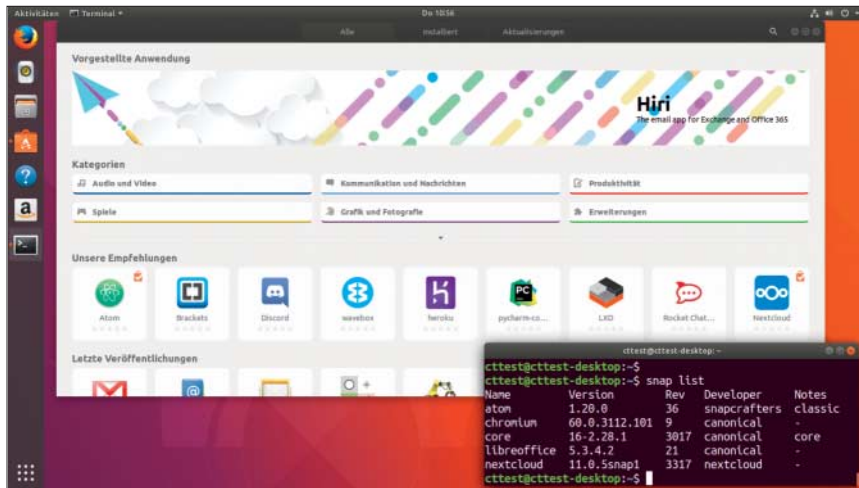 Aktivitäten Terminal Do 10:56
Alle Installiert Aktualisierungen
Vorgestellte Anwendung
Hiri
The email app for Exchange and Office 365
Kategorien
Audio und Video Kommunikation und Nachrichten Produktivität
Spiele Grafik und Fotografie Erweiterungen
Unsere Empfehlungen
Atom Brackets Discord wavebox heroku pycharm-co... LXD Rocket Chat... Nextcloud
Letzte Veröffentlichungen
cttest@cttest-desktop: ~
cttest@cttest-desktop:~$
cttest@cttest-desktop:~$ snap list
Name Version Rev Developer Notes
atom 1.20.0 36 snapcrafters classic
chromium 60.0.3112.101 9 canonical -
core 16-2.28.1 3017 canonical core
libreoffice 5.3.4.2 21 canonical -
nextcloud 11.0.5snap1 3317 nextcloud -
cttest@cttest-desktop:~$